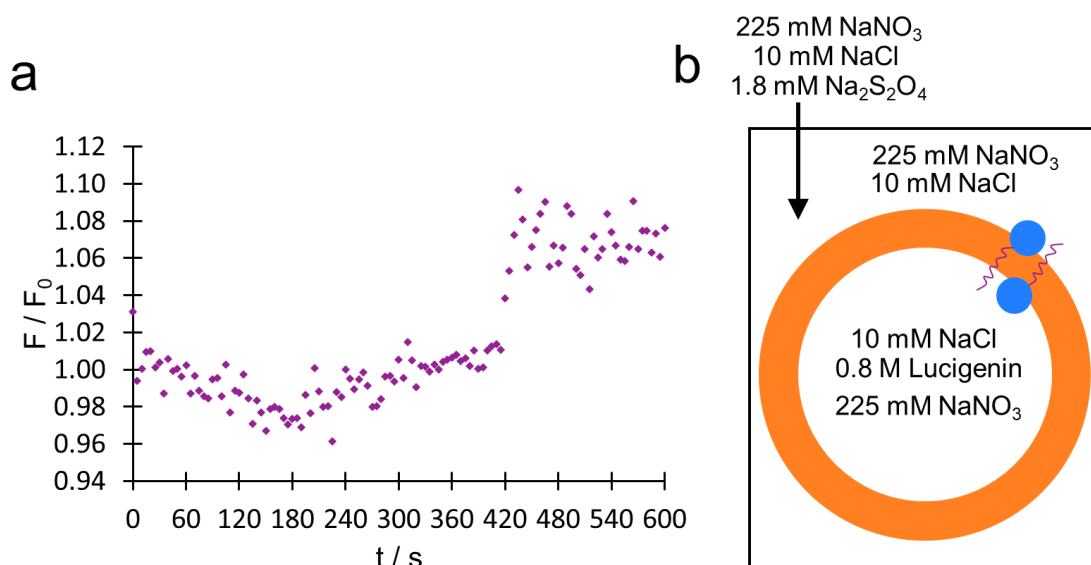 a
F / F₀
1.12
1.10
1.08
1.06
1.04
1.02
1.00
0.98
0.96
0.94
0 60 120 180 240 300 360 420 480 540 600
t / s
b
225 mM NaNO₃
10 mM NaCl
1.8 mM Na₂S₂O₄
225 mM NaNO₃
10 mM NaCl
10 mM NaCl
0.8 M Lucigenin
225 mM NaNO₃